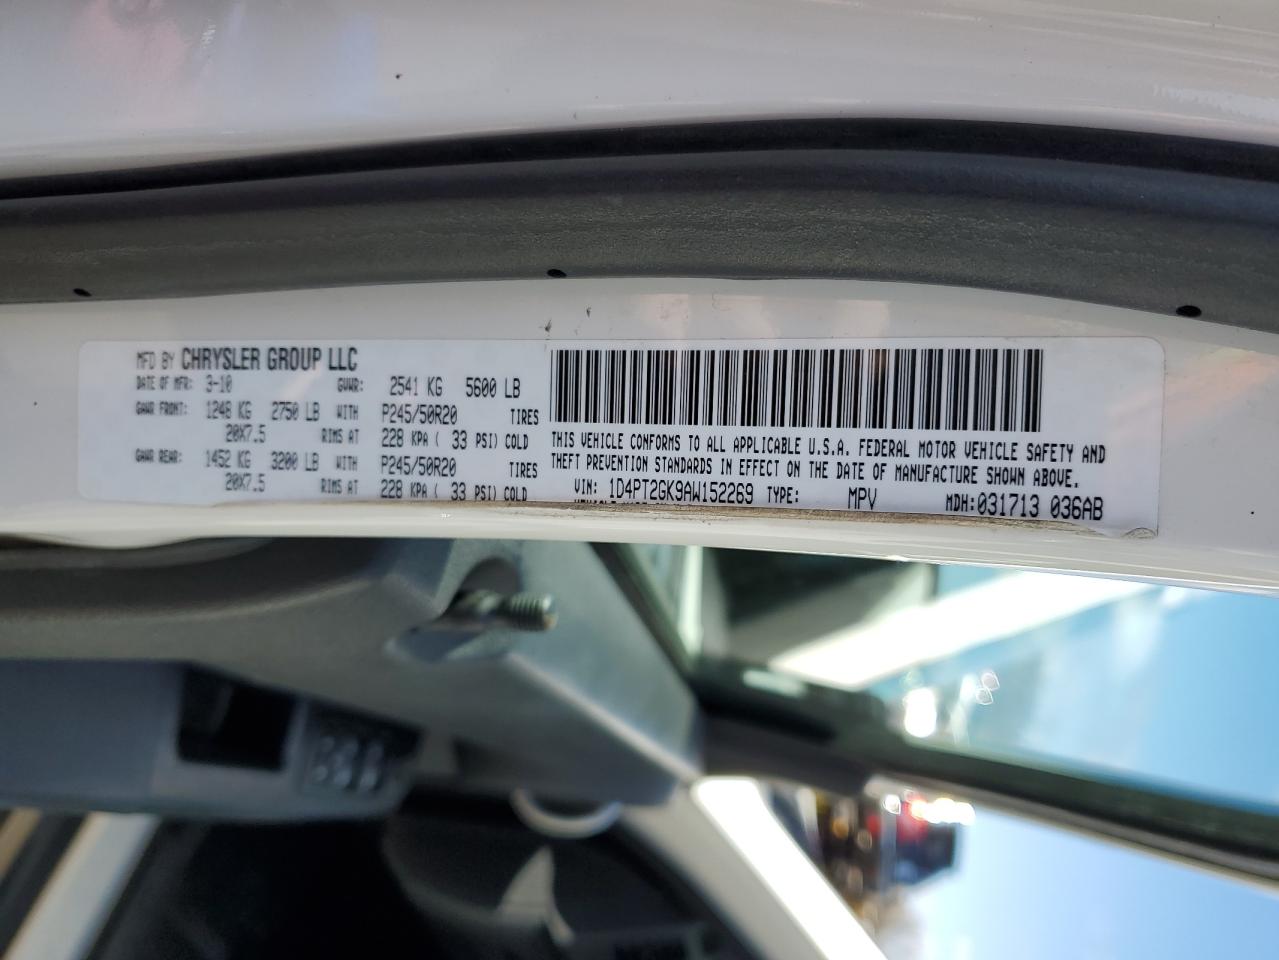 MFD BY CHRYSLER GROUP LLC
DATE OF MFR: 3-10 GVWR: 2541 KG 5600 LB
GAWR FRONT: 1248 KG 2750 LB WITH P245/50R20 TIRES
20X7.5 RIMS AT 228 KPA ( 33 PSI) COLD
GAWR REAR: 1452 KG 3200 LB WITH P245/50R20 TIRES
20X7.5 RIMS AT 228 KPA ( 33 PSI) COLD
THIS VEHICLE CONFORMS TO ALL APPLICABLE U.S.A. FEDERAL MOTOR VEHICLE SAFETY AND
THEFT PREVENTION STANDARDS IN EFFECT ON THE DATE OF MANUFACTURE SHOWN ABOVE.
VIN: 1D4PT2GK9AW152269 TYPE: MPV MDH:031713 036AB